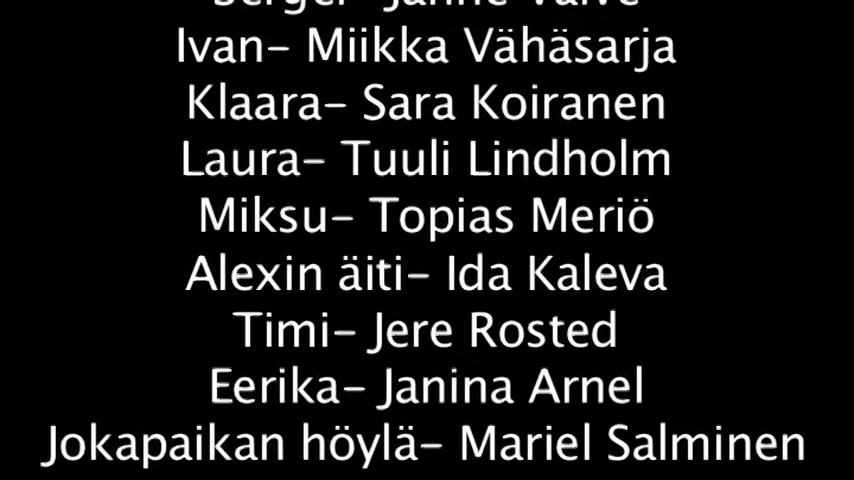 Ivan- Miikka Vähäsarja
Klaara- Sara Koiranen
Laura- Tuuli Lindholm
Miksu- Topias Meriö
Alexin äiti- Ida Kaleva
Timi- Jere Rosted
Eerika- Janina Arnel
Jokapaikan höylä- Mariel Salminen